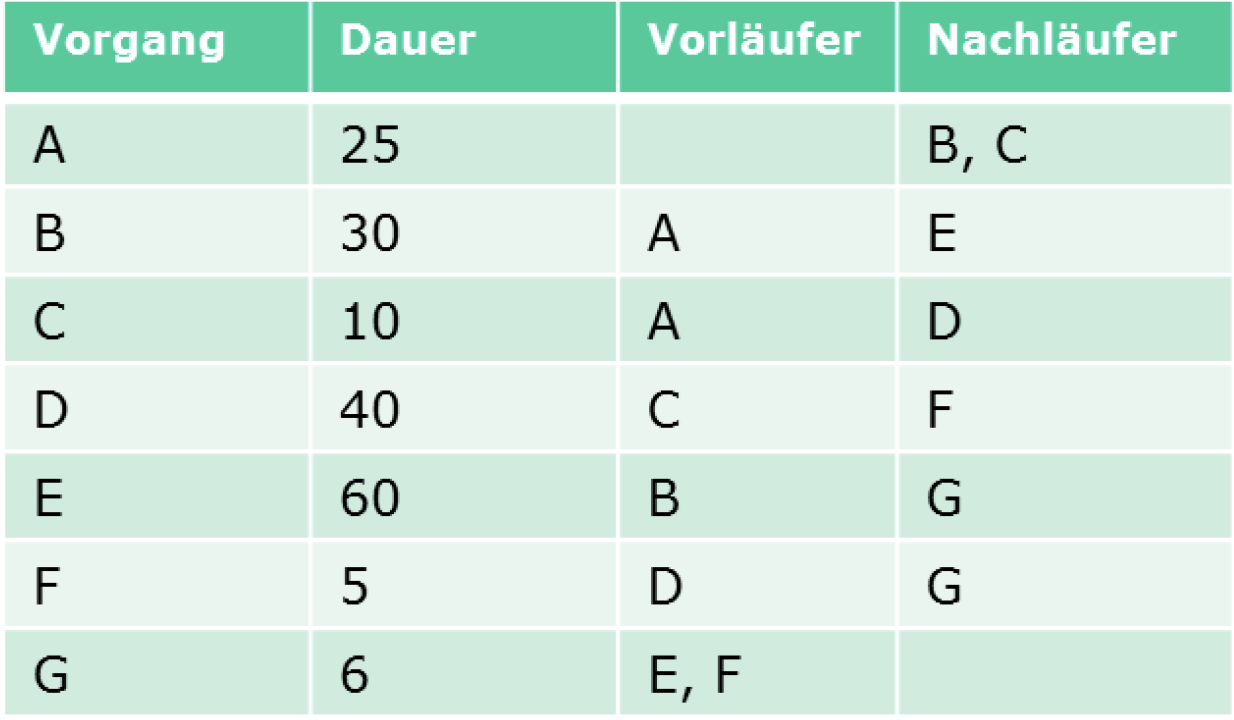 Vorgang Dauer Vorläufer Nachläufer
A 25 B, C
B 30 A E
C 10 A D
D 40 C F
E 60 B G
F 5 D G
G 6 E, F